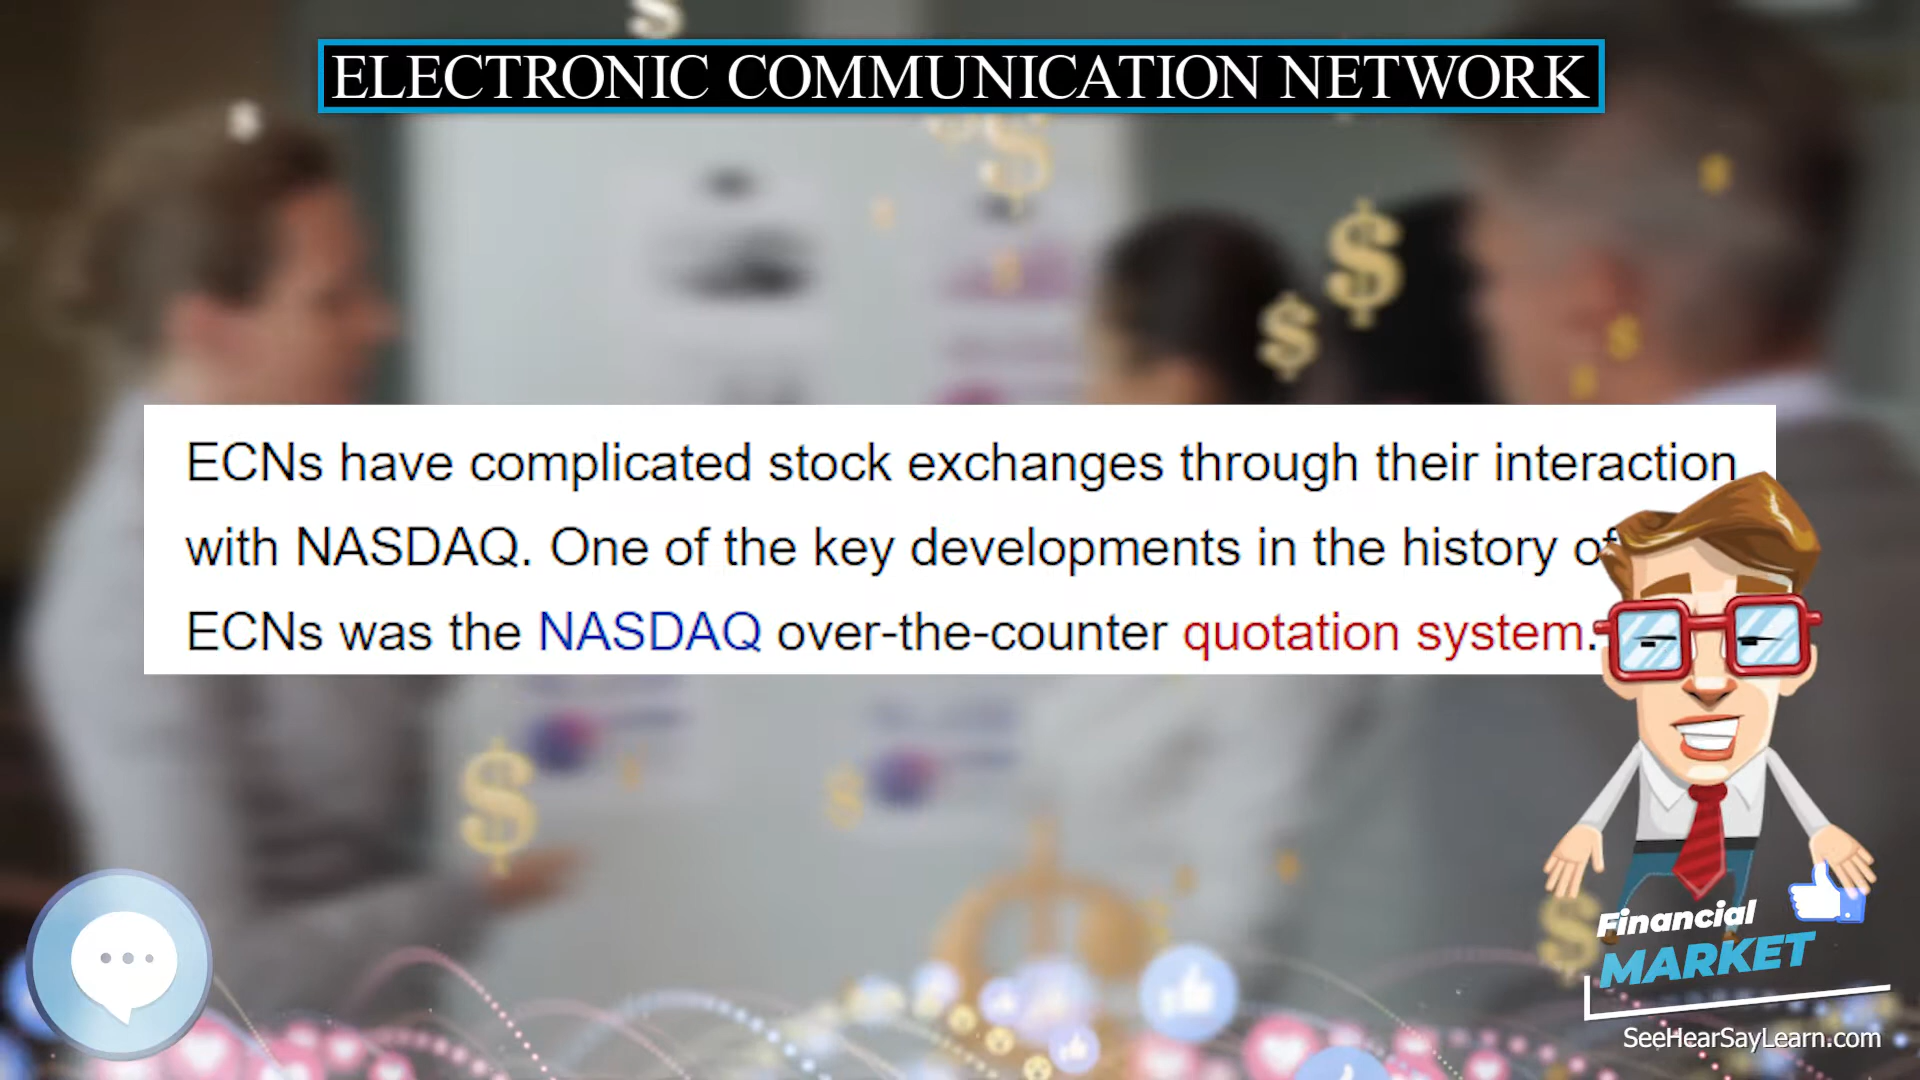 ELECTRONIC COMMUNICATION NETWORK
ECNs have complicated stock exchanges through their interaction
with NASDAQ. One of the key developments in the history of
ECNs was the NASDAQ over-the-counter quotation system.
Financial
MARKET
SeeHearSayLearn.com